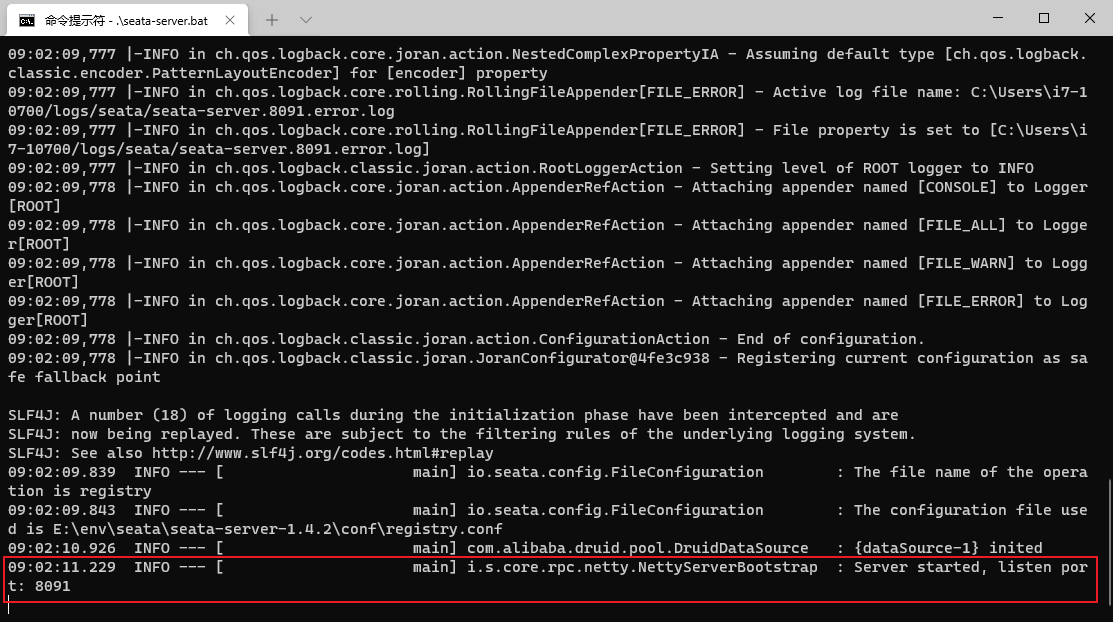 命令提示符 - .\seata-server.bat
09:02:09,777 |-INFO in ch.qos.logback.core.joran.action.NestedComplexPropertyIA - Assuming default type [ch.qos.logback.
classic.encoder.PatternLayoutEncoder] for [encoder] property
09:02:09,777 |-INFO in ch.qos.logback.core.rolling.RollingFileAppender[FILE_ERROR] - Active log file name: C:\Users\i7-1
0700/logs/seata/seata-server.8091.error.log
09:02:09,777 |-INFO in ch.qos.logback.core.rolling.RollingFileAppender[FILE_ERROR] - File property is set to [C:\Users\i
7-10700/logs/seata/seata-server.8091.error.log]
09:02:09,777 |-INFO in ch.qos.logback.classic.joran.action.RootLoggerAction - Setting level of ROOT logger to INFO
09:02:09,778 |-INFO in ch.qos.logback.core.joran.action.AppenderRefAction - Attaching appender named [CONSOLE] to Logger
[ROOT]
09:02:09,778 |-INFO in ch.qos.logback.core.joran.action.AppenderRefAction - Attaching appender named [FILE_ALL] to Logge
r[ROOT]
09:02:09,778 |-INFO in ch.qos.logback.core.joran.action.AppenderRefAction - Attaching appender named [FILE_WARN] to Logg
er[ROOT]
09:02:09,778 |-INFO in ch.qos.logback.core.joran.action.AppenderRefAction - Attaching appender named [FILE_ERROR] to Log
ger[ROOT]
09:02:09,778 |-INFO in ch.qos.logback.classic.joran.action.ConfigurationAction - End of configuration.
09:02:09,778 |-INFO in ch.qos.logback.classic.joran.JoranConfigurator@4fe3c938 - Registering current configuration as sa
fe fallback point
SLF4J: A number (18) of logging calls during the initialization phase have been intercepted and are
SLF4J: now being replayed. These are subject to the filtering rules of the underlying logging system.
SLF4J: See also http://www.slf4j.org/codes.html#replay
09:02:09.839  INFO --- [                     main] io.seata.config.FileConfiguration        : The file name of the opera
tion is registry
09:02:09.843  INFO --- [                     main] io.seata.config.FileConfiguration        : The configuration file use
d is E:\env\seata\seata-server-1.4.2\conf\registry.conf
09:02:10.926  INFO --- [                     main] com.alibaba.druid.pool.DruidDataSource   : {dataSource-1} inited
09:02:11.229  INFO --- [                     main] i.s.core.rpc.netty.NettyServerBootstrap  : Server started, listen por
t: 8091